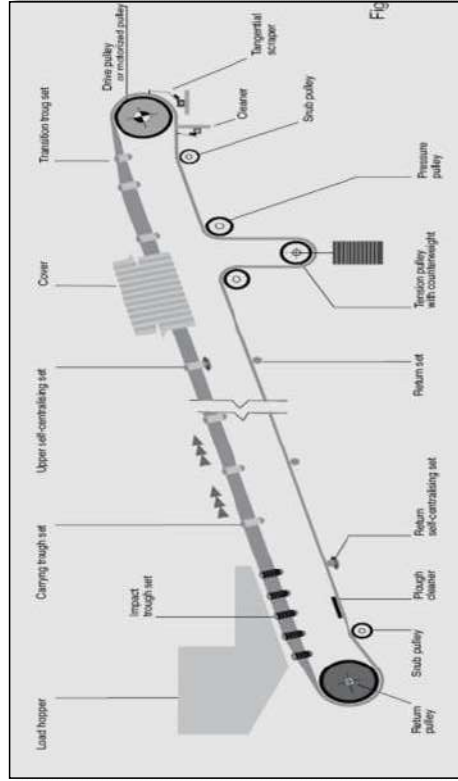 Fig
Drive pulley
or motorized pulley
Tangential
scraper
Transition troug set
Cleaner
Snub pulley
Cover
Pressure
pulley
Tension pulley
with counterweight
Upper self-centralising set
Return set
Carryng trough set
Return
self-centralising set
Impact
trough set
Plough
cleaner
Snub pulley
Load hopper
Return
pulley